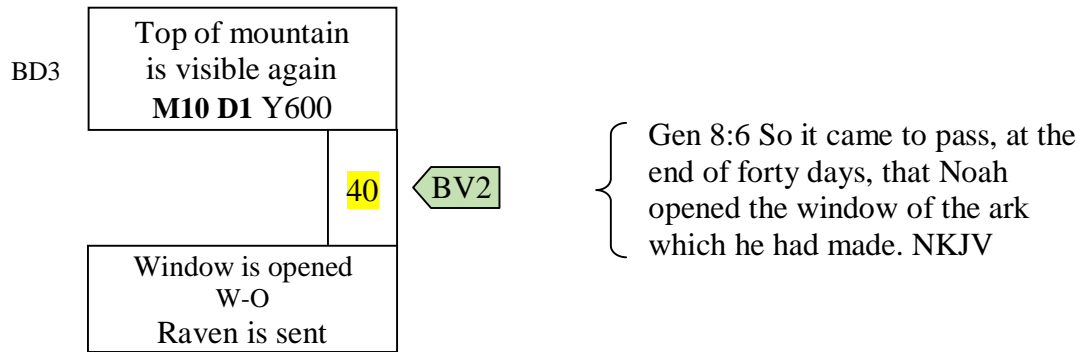 Top of mountain
is visible again
M10 D1 Y600
BD3
40
BV2
Gen 8:6 So it came to pass, at the
end of forty days, that Noah
opened the window of the ark
which he had made. NKJV
Window is opened
W-O
Raven is sent